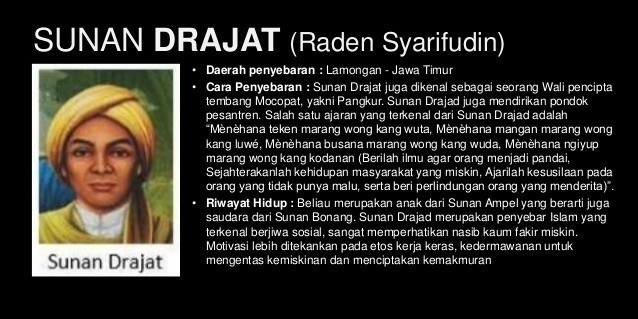 SUNAN DRAJAT (Raden Syarifudin)
• Daerah penyebaran : Lamongan - Jawa Timur
• Cara Penyebaran : Sunan Drajat juga dikenal sebagai seorang Wali pencipta
tembang Mocopat, yakni Pangkur. Sunan Drajad juga mendirikan pondok
pesantren. Salah satu ajaran yang terkenal dari Sunan Drajad adalah
“Mènèhana teken marang wong kang wuta, Mènèhana mangan marang wong
kang luwé, Mènèhana busana marang wong kang wuda, Mènèhana ngiyup
marang wong kang kodanan (Berilah ilmu agar orang menjadi pandai,
Sejahterakanlah kehidupan masyarakat yang miskin, Ajarilah kesusilaan pada
orang yang tidak punya malu, serta beri perlindungan orang yang menderita)”.
• Riwayat Hidup : Beliau merupakan anak dari Sunan Ampel yang berarti juga
saudara dari Sunan Bonang. Sunan Drajad merupakan penyebar Islam yang
terkenal berjiwa sosial, sangat memperhatikan nasib kaum fakir miskin.
Motivasi lebih ditekankan pada etos kerja keras, kedermawanan untuk
mengentas kemiskinan dan menciptakan kemakmuran
Sunan Drajat